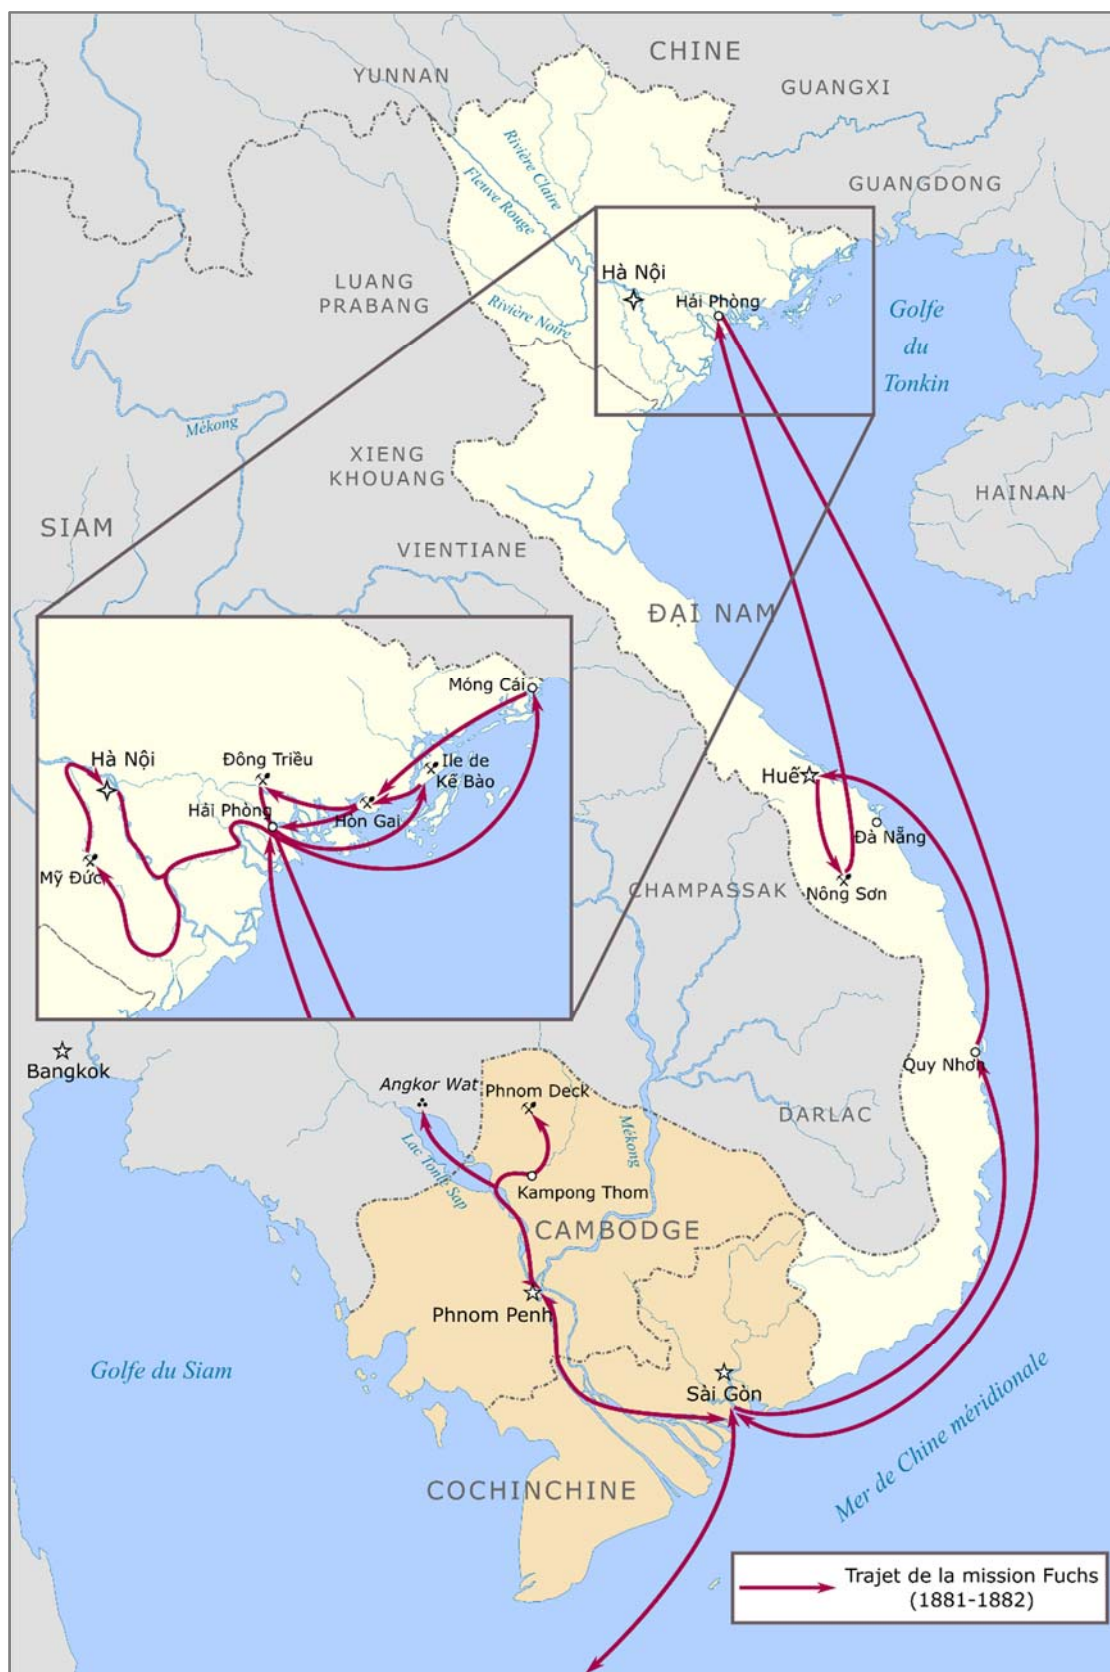 CHINE
YUNNAN
GUANGXI
Rivière Claire
Fleuve Rouge
GUANGDONG
Hà Nội
LUANG
PRABANG
Hải Phòng
Rivière Noire
Golfe
du
Tonkin
Mékong
XIENG
KHOUANG
HAINAN
SIAM
VIENTIANE
ĐẠI NAM
Móng Cái
Hà Nội
Đông Triều
Ile de
Kế Bào
Hải Phòng
Hòn Gai
Mỹ Đức
Huế
Đà Nẵng
CHAMPASSAK
Nông Sơn
Bangkok
Quy Nhơn
Angkor Wat
Phnom Deck
DARLAC
Mékong
Lac Tonlé Sap
Kampong Thom
CAMBODGE
Phnom Penh
Golfe du Siam
Sài Gòn
Mer de Chine méridionale
COCHINCHINE
Trajet de la mission Fuchs
(1881-1882)